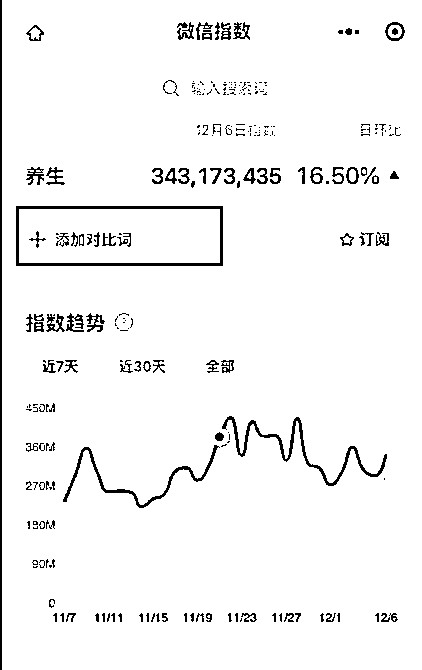 微信指数
输入搜索词
12月6日指数 日环比
养生 343,173,435 16.50%
添加对比词 订阅
指数趋势 ?
近7天 近30天 全部
450M
360M
270M
180M
90M
0
11/7 11/11 11/15 11/19 11/23 11/27 12/1 12/6